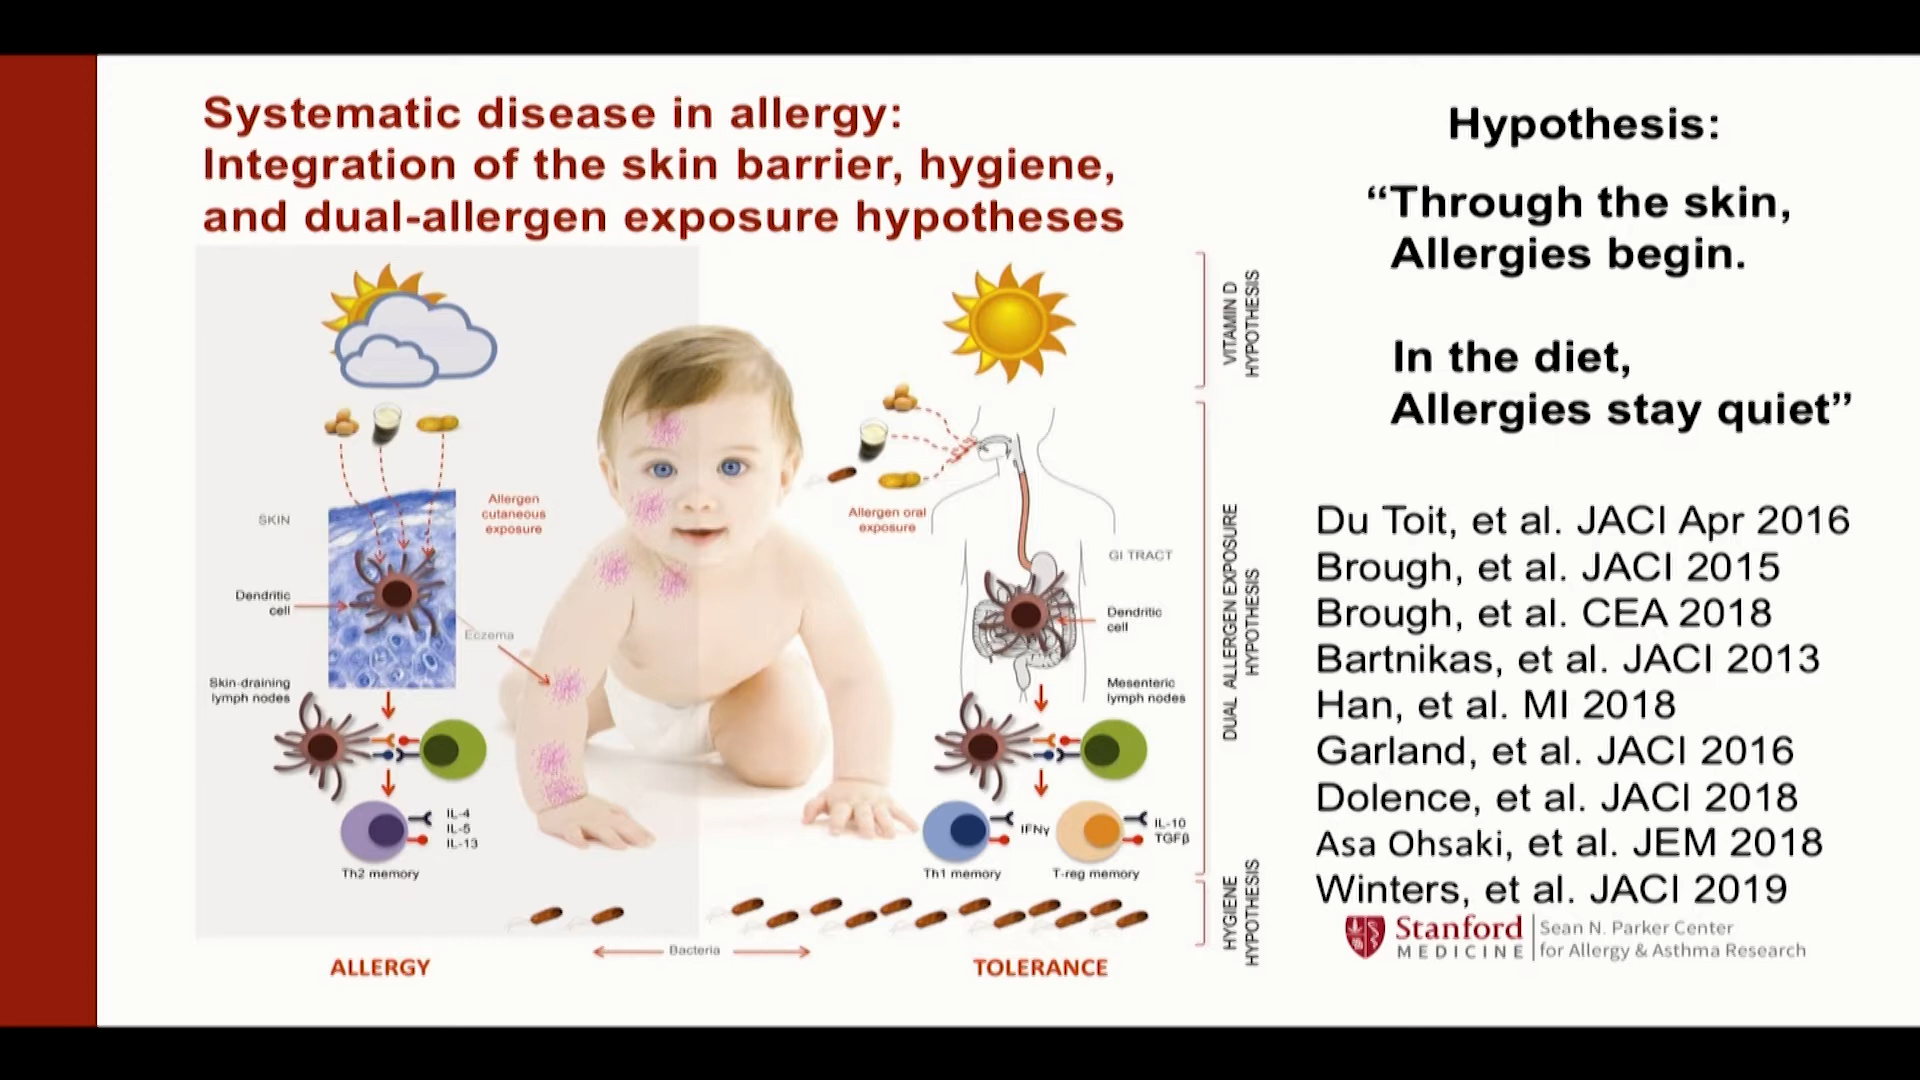 Systematic disease in allergy:
Integration of the skin barrier, hygiene,
and dual-allergen exposure hypotheses
SKIN
Allergen
cutaneous
exposure
Dendritic
cell
Eczema
Skin-draining
lymph nodes
IL-4
IL-5
IL-13
Th2 memory
ALLERGY
Bacteria
Allergen oral
exposure
GI TRACT
Dendritic
cell
Mesenteric
lymph nodes
IFNγ
IL-10
TGFβ
Th1 memory
T-reg memory
TOLERANCE
VITAMIN D
HYPOTHESIS
DUAL ALLERGEN EXPOSURE
HYPOTHESIS
HYGIENE
HYPOTHESIS
Hypothesis:
“Through the skin,
Allergies begin.
In the diet,
Allergies stay quiet”
Du Toit, et al. JACI Apr 2016
Brough, et al. JACI 2015
Brough, et al. CEA 2018
Bartnikas, et al. JACI 2013
Han, et al. MI 2018
Garland, et al. JACI 2016
Dolence, et al. JACI 2018
Asa Ohsaki, et al. JEM 2018
Winters, et al. JACI 2019
Stanford
MEDICINE
Sean N. Parker Center
for Allergy & Asthma Research